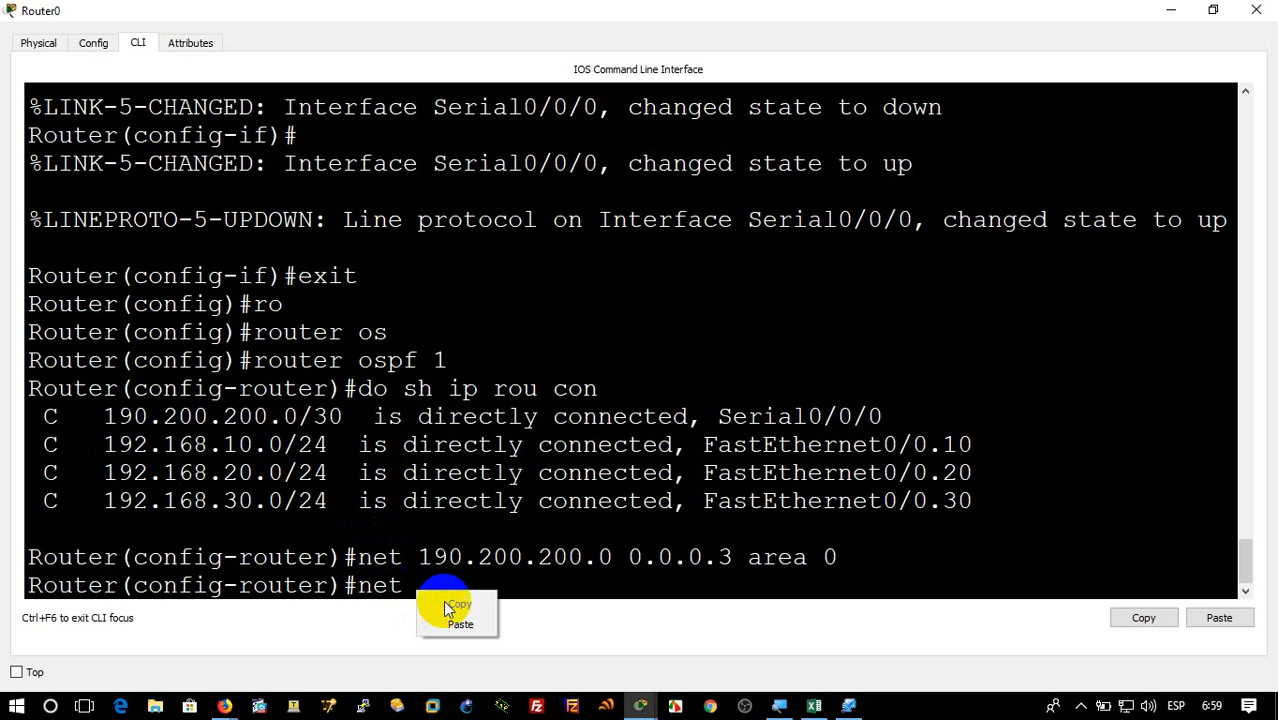 Router0
Physical Config CLI Attributes
IOS Command Line Interface
%LINK-5-CHANGED: Interface Serial0/0/0, changed state to down
Router(config-if)#
%LINK-5-CHANGED: Interface Serial0/0/0, changed state to up
%LINEPROTO-5-UPDOWN: Line protocol on Interface Serial0/0/0, changed state to up
Router(config-if)#exit
Router(config)#ro
Router(config)#router os
Router(config)#router ospf 1
Router(config-router)#do sh ip rou con
C 190.200.200.0/30 is directly connected, Serial0/0/0
C 192.168.10.0/24 is directly connected, FastEthernet0/0.10
C 192.168.20.0/24 is directly connected, FastEthernet0/0.20
C 192.168.30.0/24 is directly connected, FastEthernet0/0.30
Router(config-router)#net 190.200.200.0 0.0.0.3 area 0
Router(config-router)#net
Copy
Paste
Ctrl+F6 to exit CLI focus
Copy Paste
Top
ESP 6:59